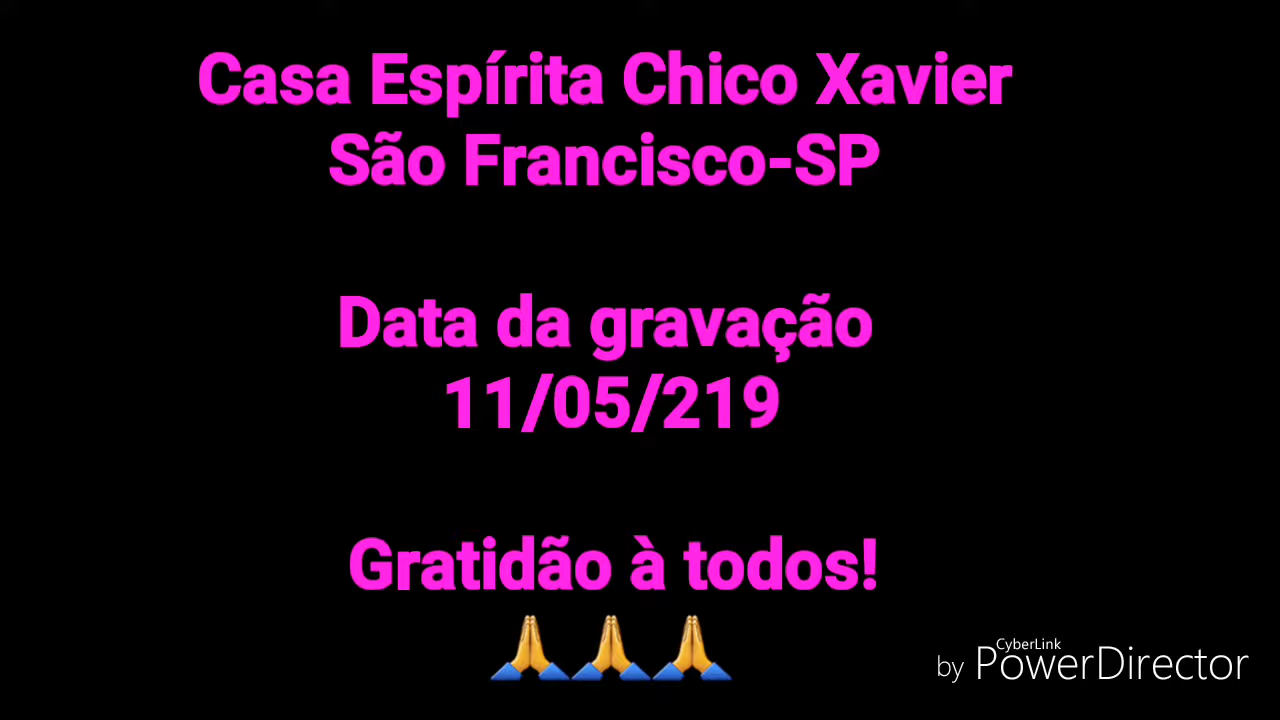 Casa Espírita Chico Xavier
São Francisco-SP
Data da gravação
11/05/219
Gratidão à todos!
🙏🙏🙏
CyberLink
by PowerDirector